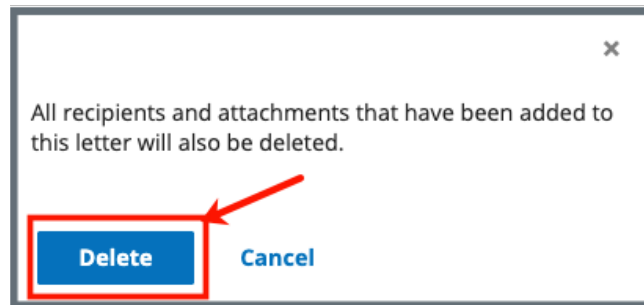 All recipients and attachments that have been added to
this letter will also be deleted.
Delete Cancel